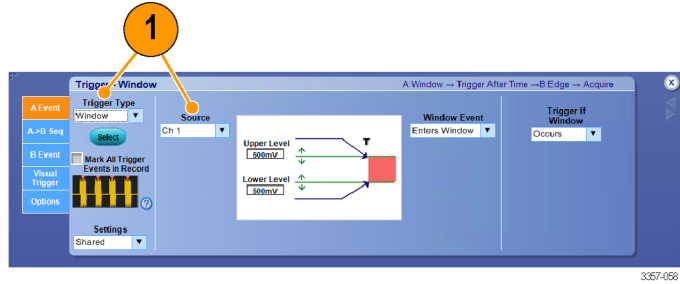 1
Trigger - Window
A:Window → Trigger After Time →B:Edge → Acquire
X
A Event
A->B Seq
B Event
Visual
Trigger
Options
Trigger Type
Window
Select
Mark All Trigger
Events in Record
?
Settings
Shared
Source
Ch 1
Upper Level
500mV
Lower Level
500mV
T
Window Event
Enters Window
Trigger if
Window
Occurs
3357-058